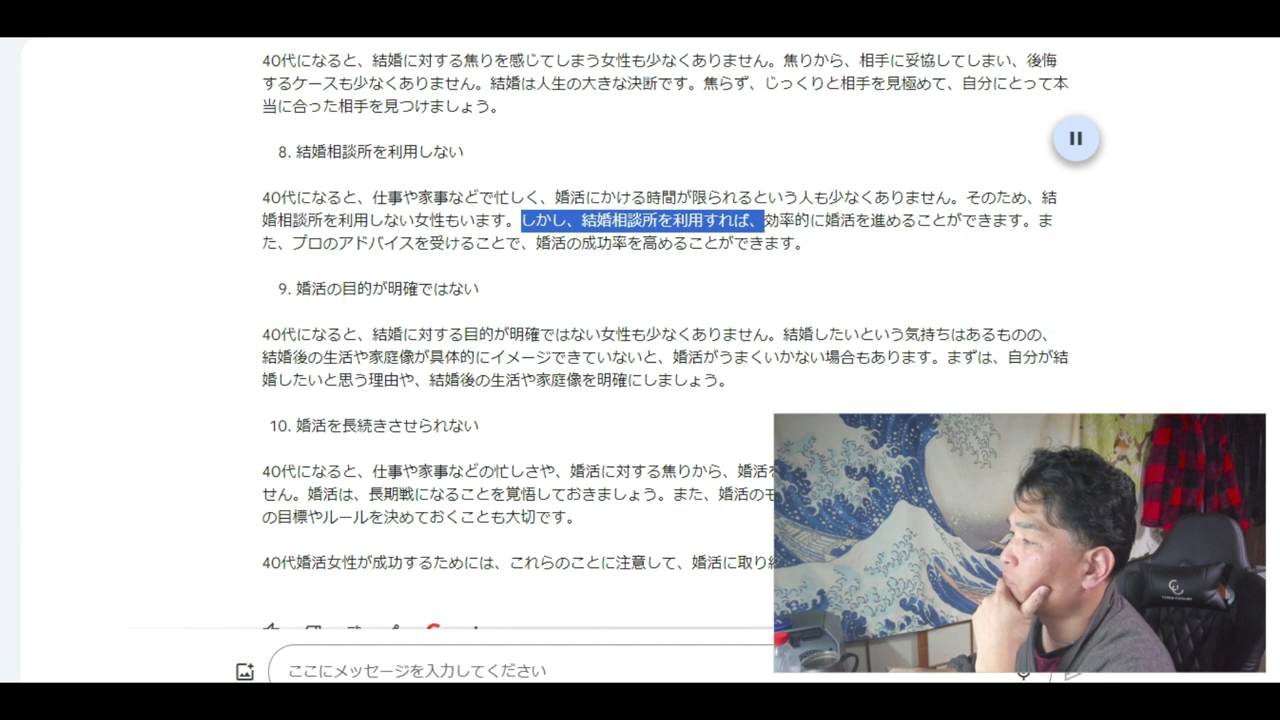 40代になると、結婚に対する焦りを感じてしまう女性も少なくありません。焦りから、相手に妥協してしまい、後悔
するケースも少なくありません。結婚は人生の大きな決断です。焦らず、じっくりと相手を見極めて、自分にとって本
当に合った相手を見つけましょう。
8. 結婚相談所を利用しない
40代になると、仕事や家事などで忙しく、婚活にかける時間が限られるという人も少なくありません。そのため、結
婚相談所を利用しない女性もいます。しかし、結婚相談所を利用すれば、効率的に婚活を進めることができます。ま
た、プロのアドバイスを受けることで、婚活の成功率を高めることができます。
9. 婚活の目的が明確ではない
40代になると、結婚に対する目的が明確ではない女性も少なくありません。結婚したいという気持ちはあるものの、
結婚後の生活や家庭像が具体的にイメージできていないと、婚活がうまくいかない場合もあります。まずは、自分が結
婚したいと思う理由や、結婚後の生活や家庭像を明確にしましょう。
10. 婚活を長続きさせられない
40代になると、仕事や家事などの忙しさや、婚活に対する焦りから、婚活を
せん。婚活は、長期戦になることを覚悟しておきましょう。また、婚活のモ
の目標やルールを決めておくことも大切です。
40代婚活女性が成功するためには、これらのことに注意して、婚活に取り
ここにメッセージを入力してください